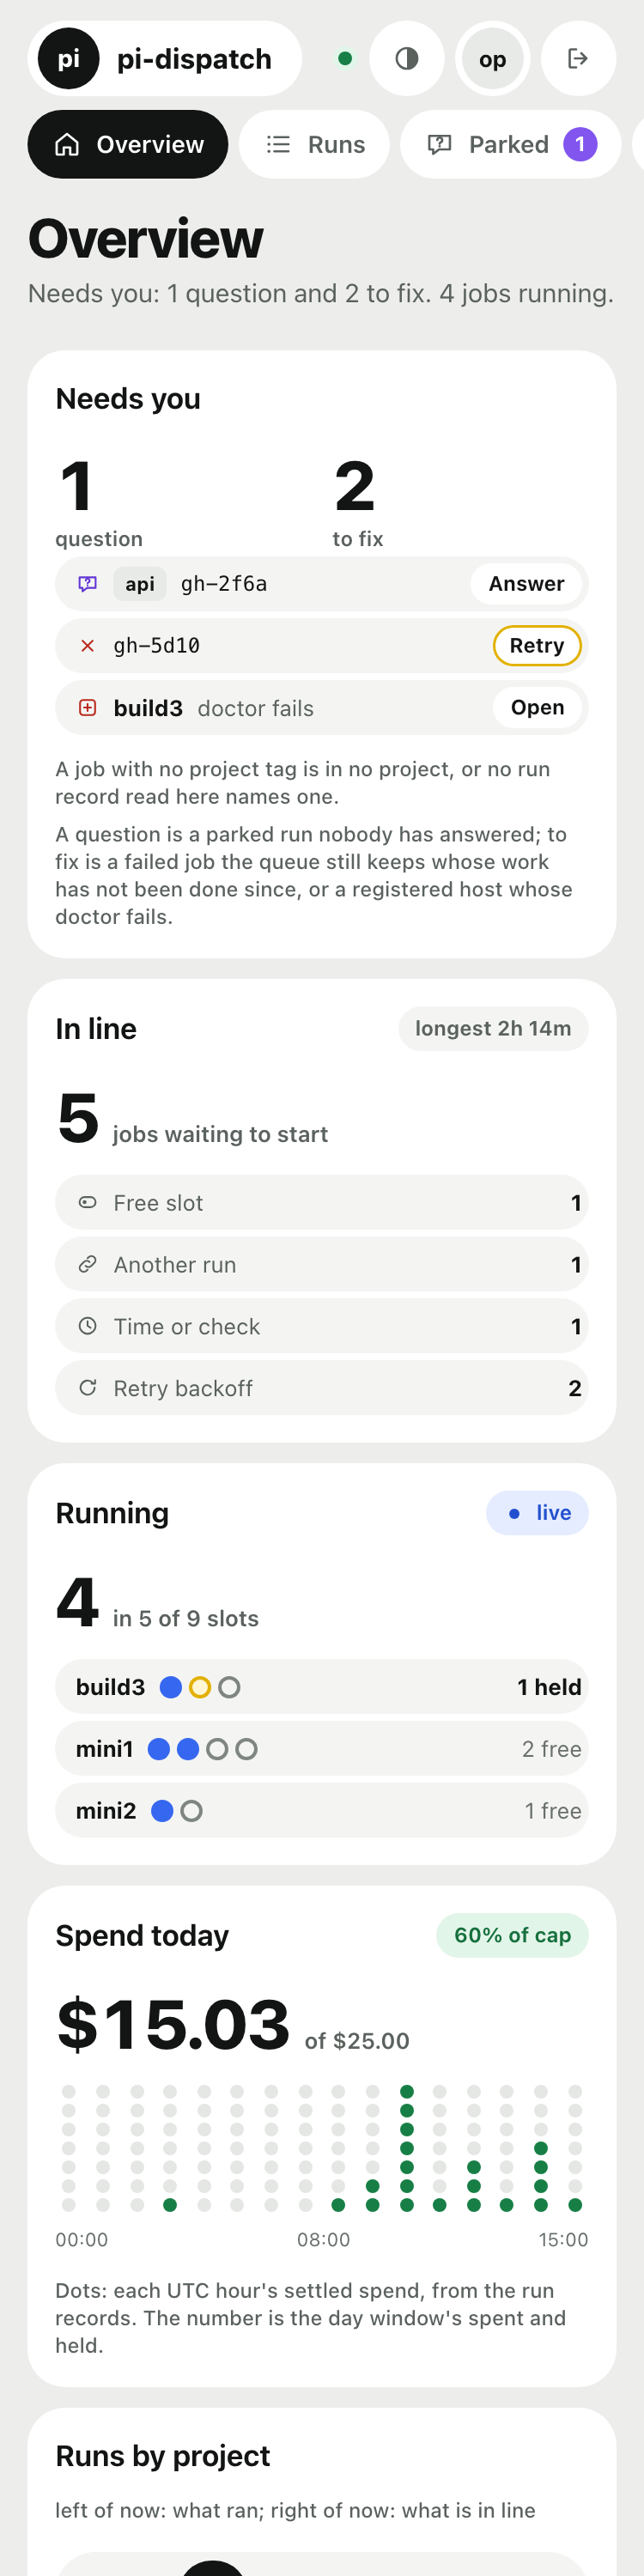 pi pi-dispatch op
Overview Runs Parked 1
Overview
Needs you: 1 question and 2 to fix. 4 jobs running.
Needs you
1 2
question to fix
api gh-2f6a Answer
gh-5d10 Retry
build3 doctor fails Open
A job with no project tag is in no project, or no run
record read here names one.
A question is a parked run nobody has answered; to
fix is a failed job the queue still keeps whose work
has not been done since, or a registered host whose
doctor fails.
In line longest 2h 14m
5 jobs waiting to start
Free slot 1
Another run 1
Time or check 1
Retry backoff 2
Running live
4 in 5 of 9 slots
build3 1 held
mini1 2 free
mini2 1 free
Spend today 60% of cap
$15.03 of $25.00
00:00 08:00 15:00
Dots: each UTC hour's settled spend, from the run
records. The number is the day window's spent and
held.
Runs by project
left of now: what ran; right of now: what is in line